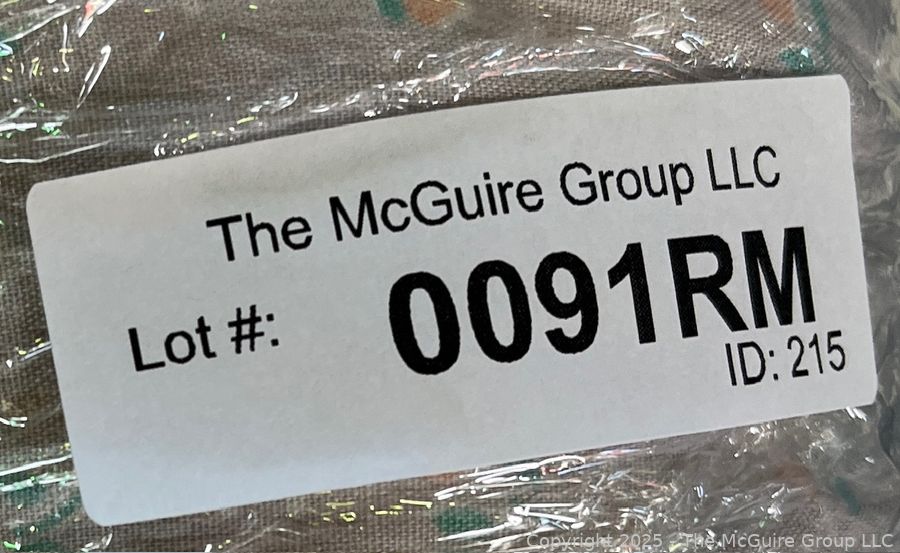 The McGuire Group LLC
Lot #: 0091RM
ID: 215
Copyright 2025 - The McGuire Group LLC